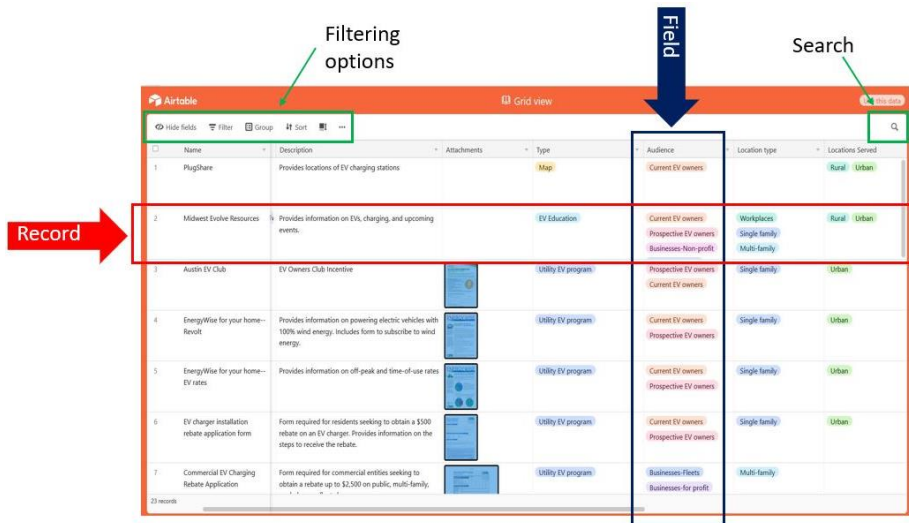 Filtering
options
Field
Search
Record
Airtable
Grid view
this data
Hide fields Filter Group Sort
Name Description Attachments Type Audience Location type Locations Served
1 PlugShare Provides locations of EV charging stations Map Current EV owners Rural Urban
2 Midwest Evolve Resources Provides information on EVs, charging, and upcoming EV Education Current EV owners Workplaces Rural Urban
events. Prospective EV owners Single family
Businesses-Non-profit Multi-family
3 Austin EV Club EV Owners Club Incentive Utility EV program Prospective EV owners Single family Urban
Current EV owners
4 EnergyWise for your home-- Provides information on powering electric vehicles with Utility EV program Current EV owners Single family Urban
Revolt 100% wind energy. Includes form to subscribe to wind Prospective EV owners
energy.
5 EnergyWise for your home-- Provides information on off-peak and time-of-use rates Utility EV program Current EV owners Single family Urban
EV rates Prospective EV owners
6 EV charger installation Form required for residents seeking to obtain a $500 Utility EV program Current EV owners Single family Urban
rebate application form rebate on an EV charger. Provides information on the Prospective EV owners
steps to receive the rebate.
7 Commercial EV Charging Form required for commercial entities seeking to Utility EV program Businesses-Fleets Multi-family
Rebate Application obtain a rebate up to $2,500 on public, multi-family, Businesses-for profit
23 records